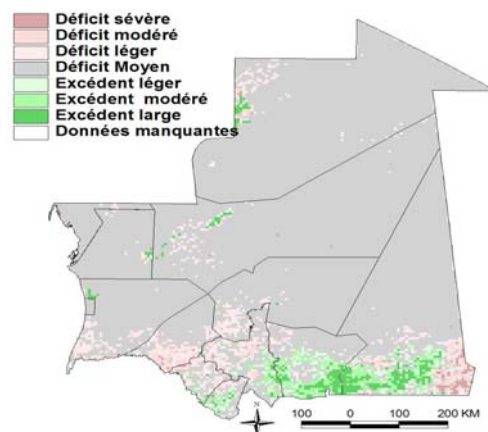 Déficit sévère
Déficit modéré
Déficit léger
Déficit Moyen
Excédent léger
Excédent modéré
Excédent large
Données manquantes
N
100 0 100 200 KM